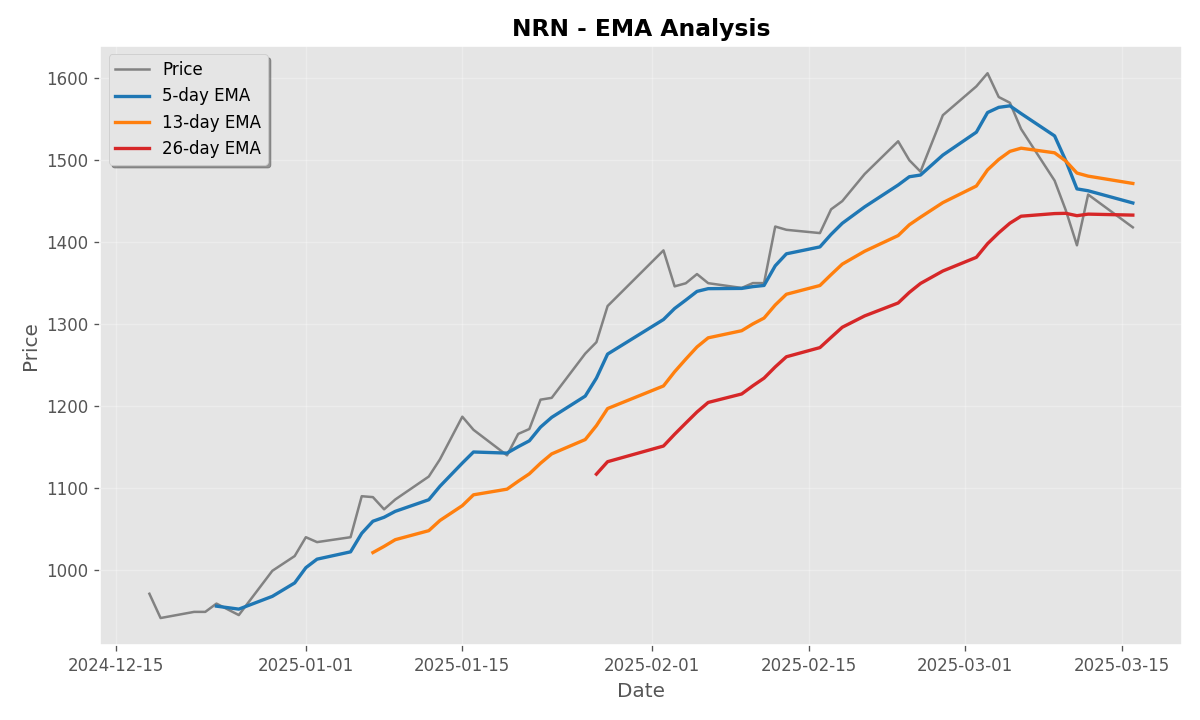 NRN - EMA Analysis
Price
5-day EMA
13-day EMA
26-day EMA
Price
1600
1500
1400
1300
1200
1100
1000
2024-12-15
2025-01-01
2025-01-15
2025-02-01
2025-02-15
2025-03-01
2025-03-15
Date